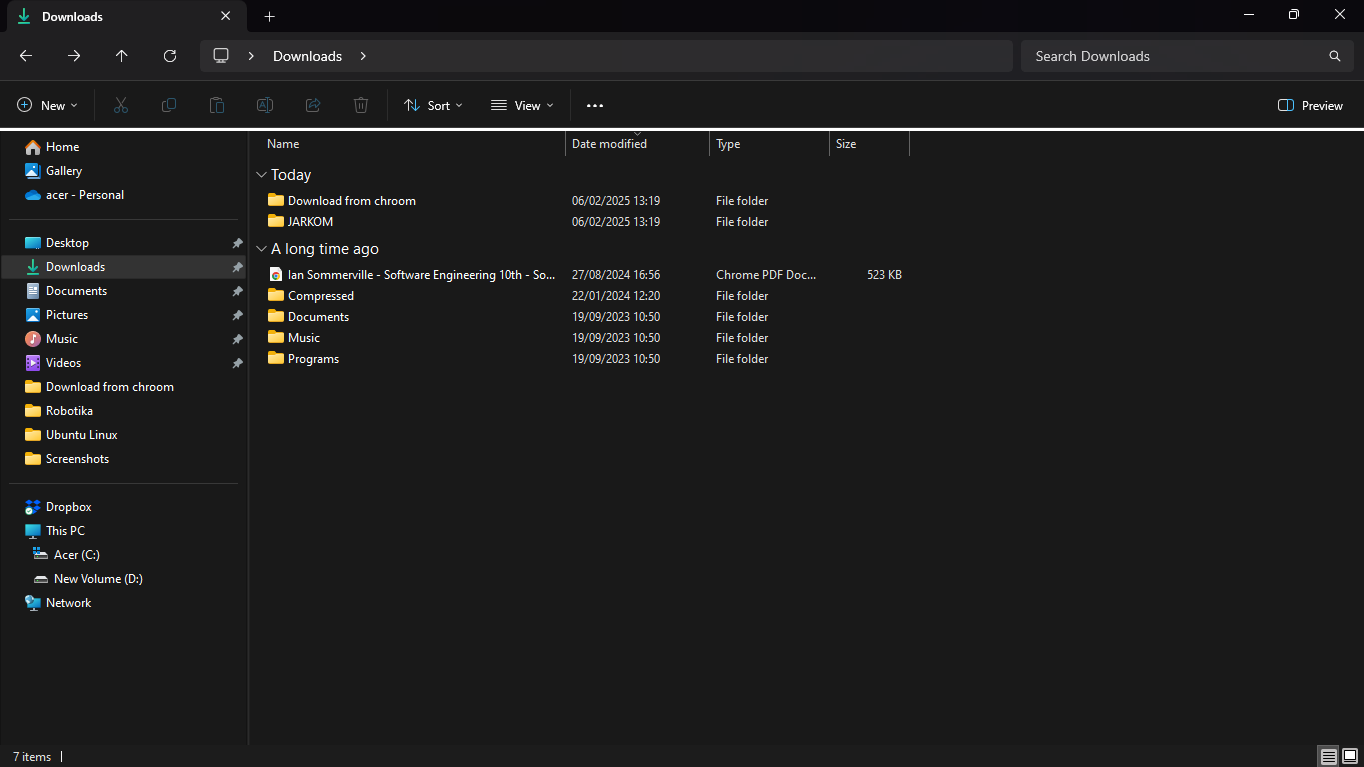 Downloads
Downloads
Search Downloads
New
Sort
View
Preview
Home
Gallery
acer - Personal
Desktop
Downloads
Documents
Pictures
Music
Videos
Download from chroom
Robotika
Ubuntu Linux
Screenshots
Dropbox
This PC
Acer (C:)
New Volume (D:)
Network
Name Date modified Type Size
Today
Download from chroom 06/02/2025 13:19 File folder
JARKOM 06/02/2025 13:19 File folder
A long time ago
Ian Sommerville - Software Engineering 10th - So... 27/08/2024 16:56 Chrome PDF Doc... 523 KB
Compressed 22/01/2024 12:20 File folder
Documents 19/09/2023 10:50 File folder
Music 19/09/2023 10:50 File folder
Programs 19/09/2023 10:50 File folder
7 items